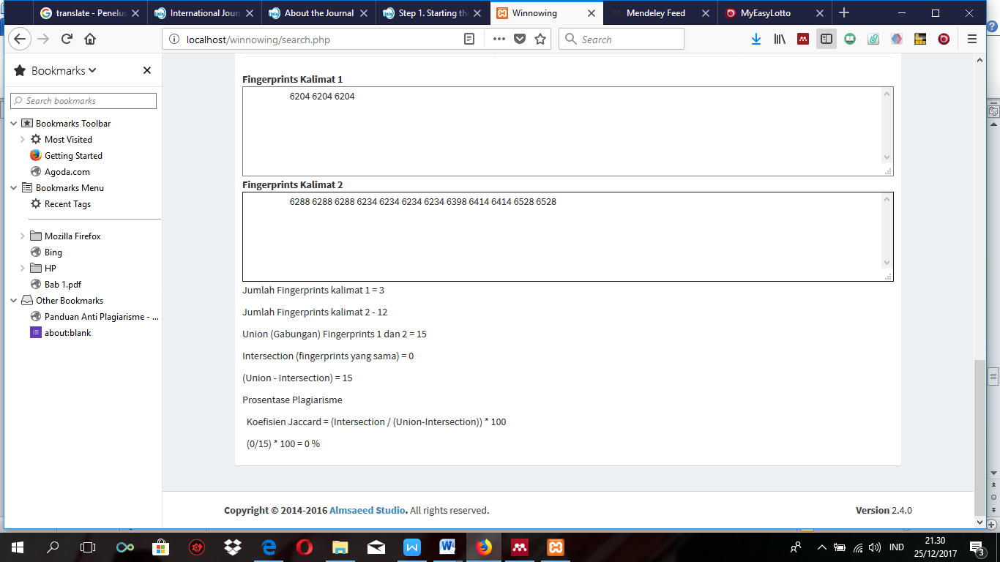 translate - Penelus
International Journ
About the Journal
Step 1. Starting the
Winnowing
Mendeley Feed
MyEasyLotto
localhost/winnowing/search.php
Search
Bookmarks
Search bookmarks
Bookmarks Toolbar
Most Visited
Getting Started
Agoda.com
Bookmarks Menu
Recent Tags
Mozilla Firefox
Bing
HP
Bab 1.pdf
Other Bookmarks
Panduan Anti Plagiarisme - ...
about:blank
Fingerprints Kalimat 1
6204 6204 6204
Fingerprints Kalimat 2
6288 6288 6288 6234 6234 6234 6234 6398 6414 6414 6528 6528
Jumlah Fingerprints kalimat 1 = 3
Jumlah Fingerprints kalimat 2 - 12
Union (Gabungan) Fingerprints 1 dan 2 = 15
Intersection (fingerprints yang sama) = 0
(Union - Intersection) = 15
Prosentase Plagiarisme
Koefisien Jaccard = (Intersection / (Union-Intersection)) * 100
(0/15) * 100 = 0 %
Copyright © 2014-2016 Almsaeed Studio. All rights reserved.
Version 2.4.0
IND
21.30
25/12/2017
3